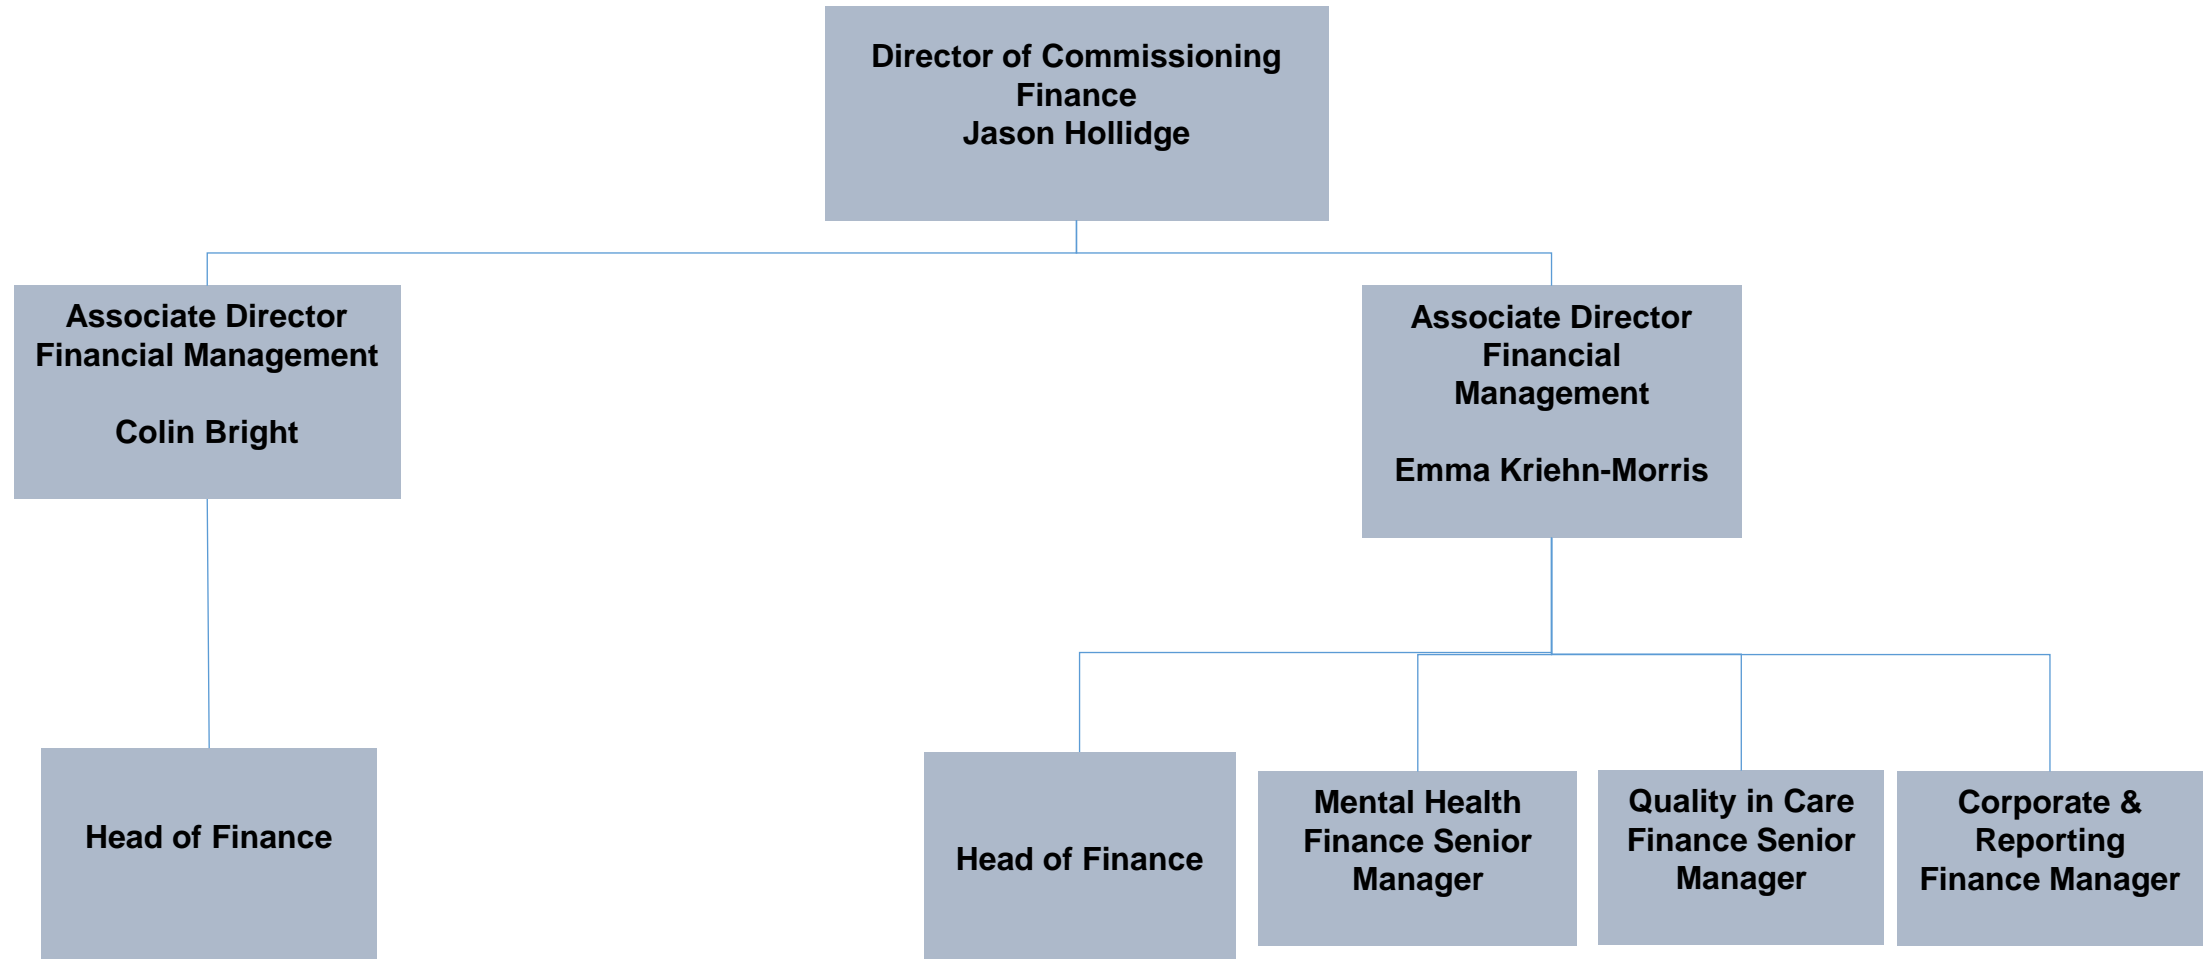 Director of Commissioning
Finance
Jason Hollidge
Associate Director
Financial Management
Colin Bright
Associate Director
Financial
Management
Emma Kriehn-Morris
Head of Finance
Head of Finance
Mental Health
Finance Senior
Manager
Quality in Care
Finance Senior
Manager
Corporate &
Reporting
Finance Manager